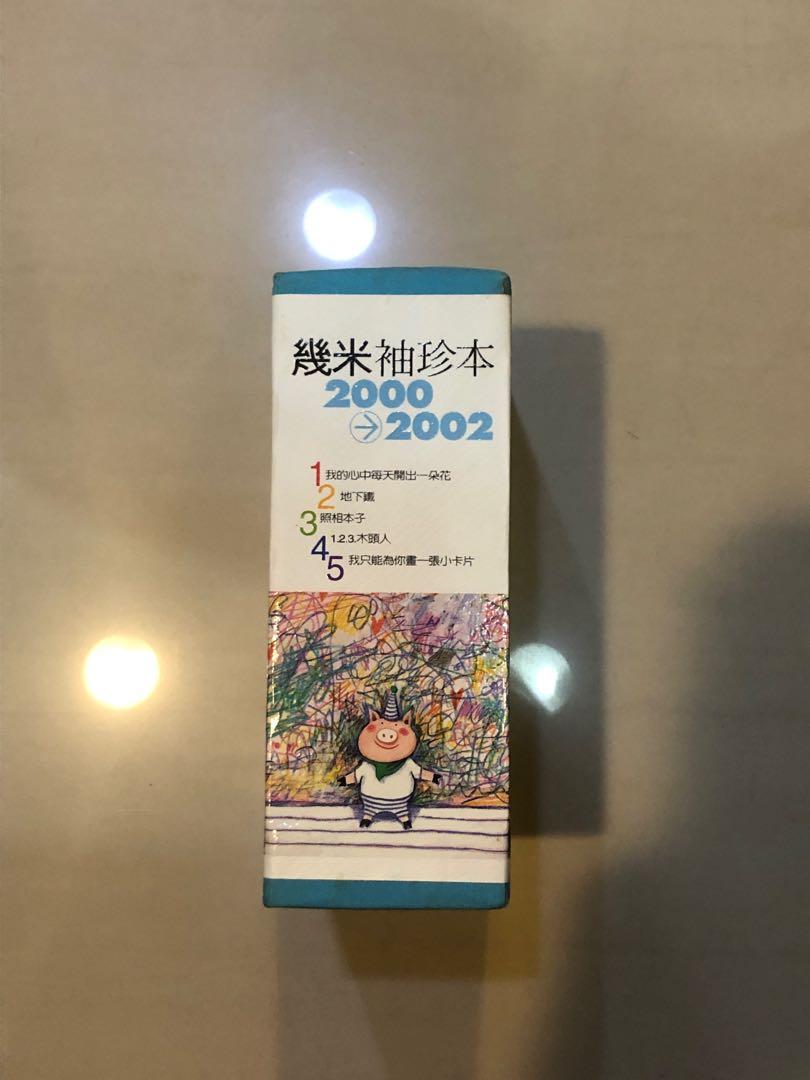 幾米袖珍本
2000
→2002
1我的心中每天開出一朵花
2地下鐵
3照相本子
4 1.2.3.木頭人
5我只能為你畫一張小卡片